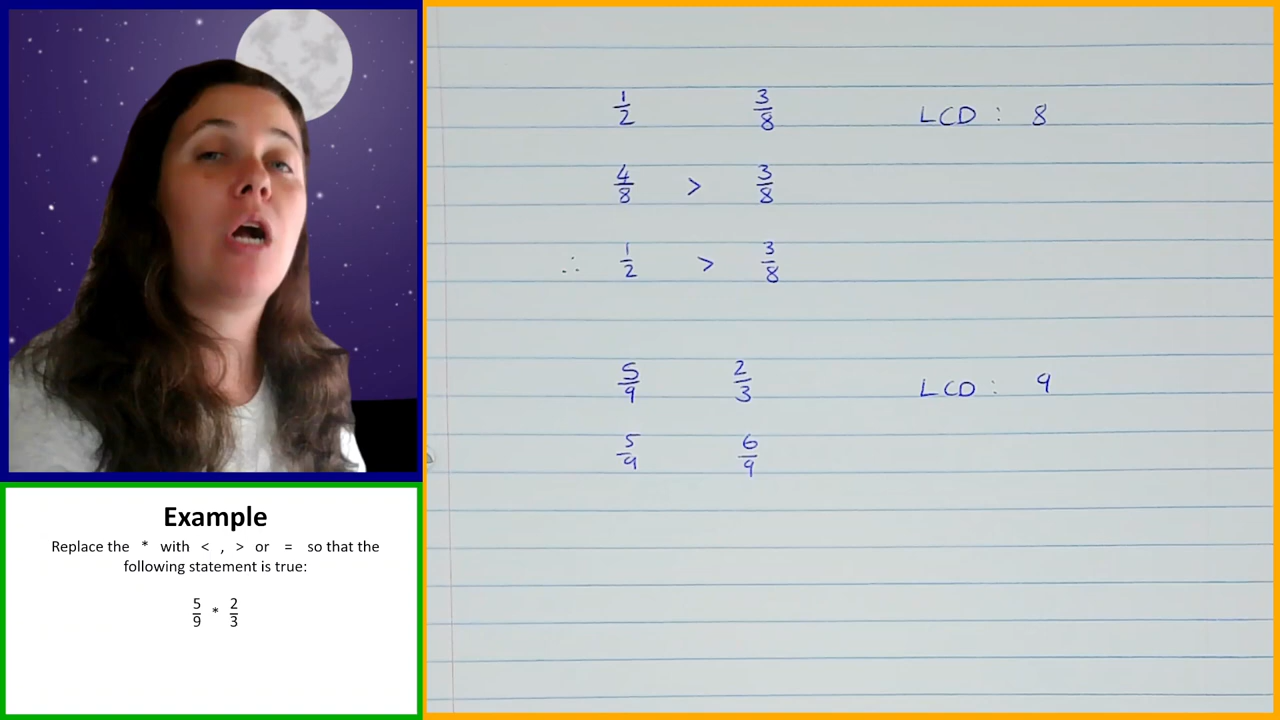 Example
Replace the * with < , > or = so that the
following statement is true:
5/9 * 2/3
1/2 3/8 LCD : 8
4/8 > 3/8
∴ 1/2 > 3/8
5/9 2/3 LCD : 9
5/9 6/9